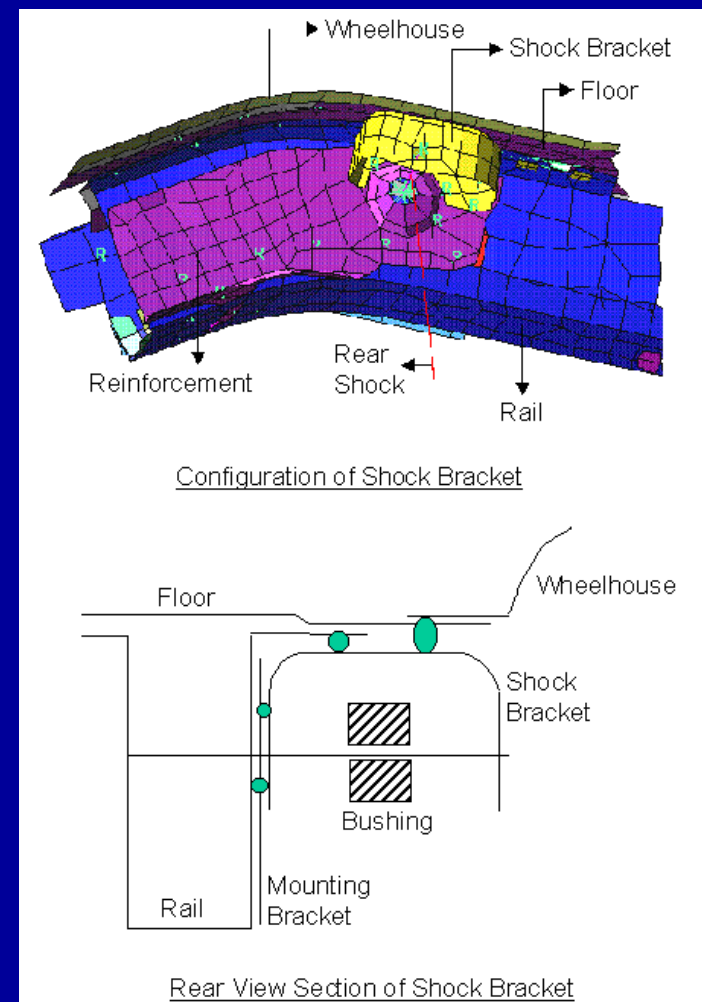 Wheelhouse
Shock Bracket
Floor
Reinforcement
Rear
Shock
Rail
Configuration of Shock Bracket
Wheelhouse
Floor
Shock
Bracket
Bushing
Mounting
Bracket
Rail
Rear View Section of Shock Bracket